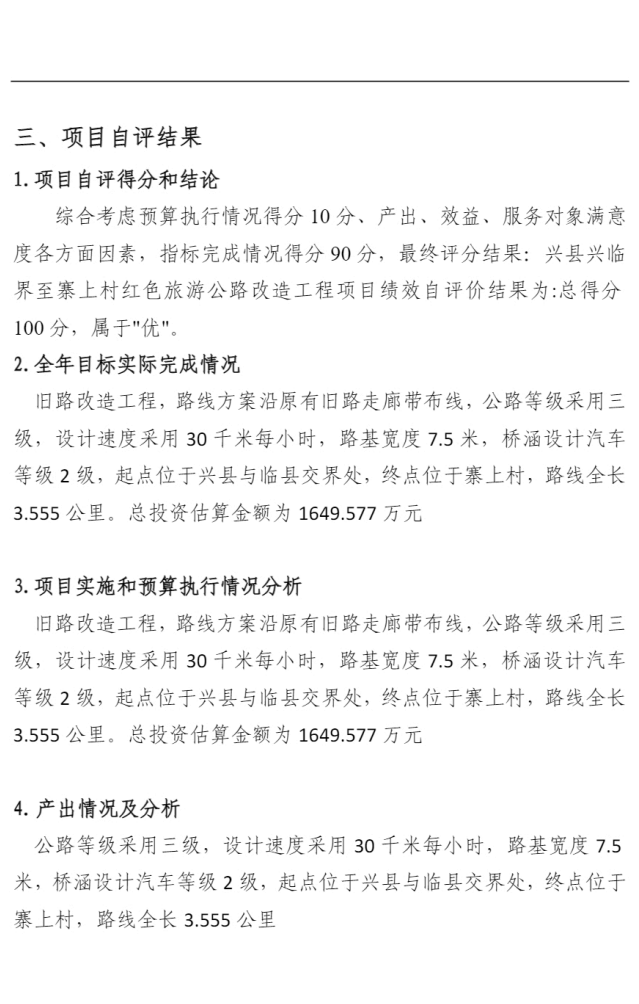 三、项目自评结果
1.项目自评得分和结论
综合考虑预算执行情况得分 10 分、产出、效益、服务对象满意
度各方面因素，指标完成情况得分 90 分，最终评分结果：兴县兴临
界至寨上村红色旅游公路改造工程项目绩效自评价结果为:总得分
100 分，属于"优"。
2.全年目标实际完成情况
旧路改造工程，路线方案沿原有旧路走廊带布线，公路等级采用三
级，设计速度采用 30 千米每小时，路基宽度 7.5 米，桥涵设计汽车
等级 2 级，起点位于兴县与临县交界处，终点位于寨上村，路线全长
3.555 公里。总投资估算金额为 1649.577 万元
3.项目实施和预算执行情况分析
旧路改造工程，路线方案沿原有旧路走廊带布线，公路等级采用三
级，设计速度采用 30 千米每小时，路基宽度 7.5 米，桥涵设计汽车
等级 2 级，起点位于兴县与临县交界处，终点位于寨上村，路线全长
3.555 公里。总投资估算金额为 1649.577 万元
4. 产出情况及分析
公路等级采用三级，设计速度采用 30 千米每小时，路基宽度 7.5
米，桥涵设计汽车等级 2 级，起点位于兴县与临县交界处，终点位于
寨上村，路线全长 3.555 公里